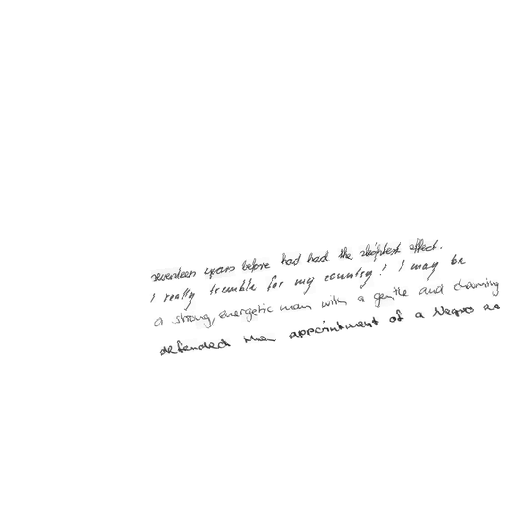 seventeen years before had had the slightest effect.
I really tremble for my country! I may be
a strong, energetic man with a gentle and charming
defended the appointment of a Negro as